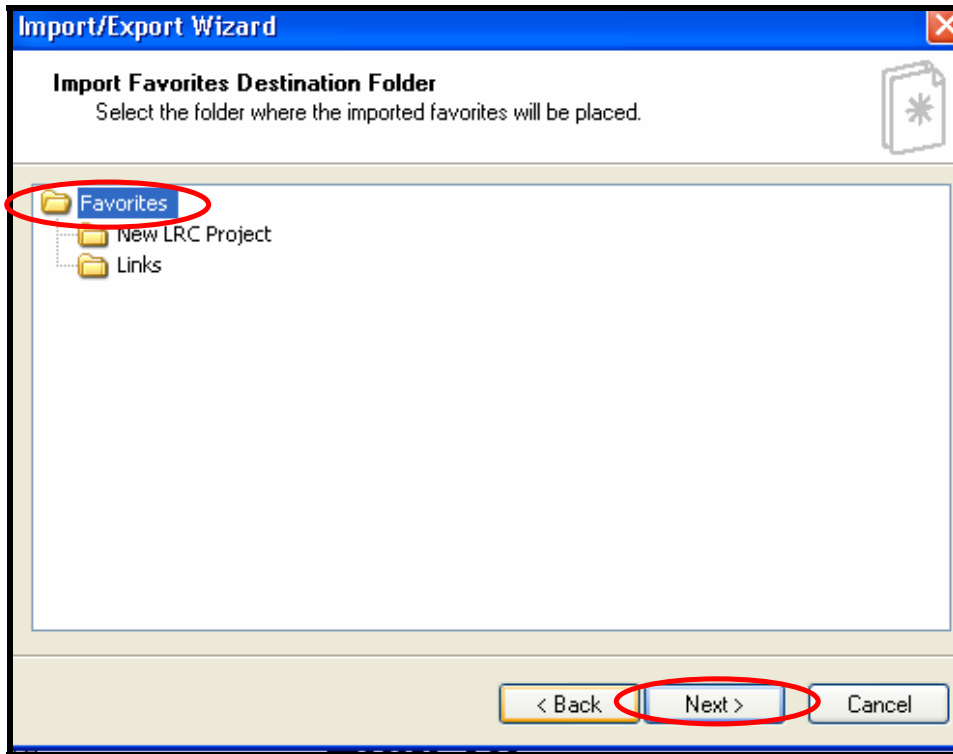 Import/Export Wizard
Import Favorites Destination Folder
Select the folder where the imported favorites will be placed.
Favorites
New LRC Project
Links
< Back Next > Cancel